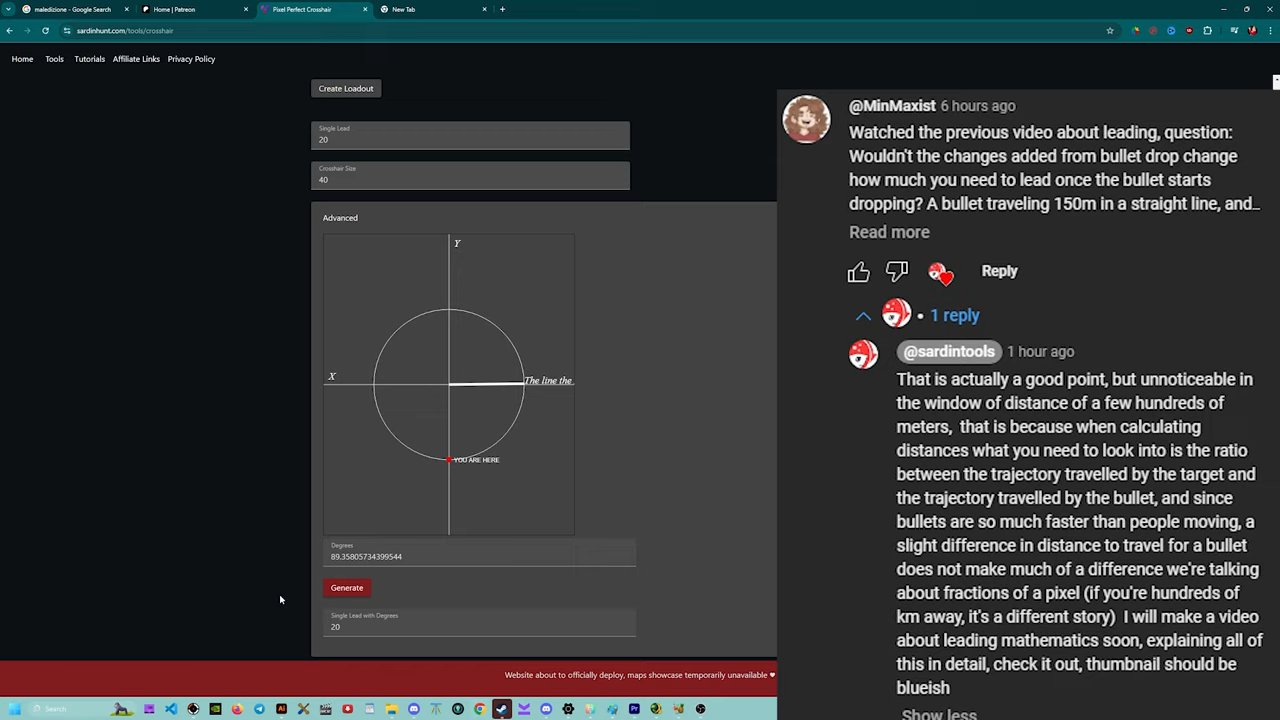 maledizione - Google Search
Home | Patreon
Pixel Perfect Crosshair
New Tab
sardinhunt.com/tools/crosshair
Home
Tools
Tutorials
Affiliate Links
Privacy Policy
Create Loadout
Single Lead
20
Crosshair Size
40
Advanced
Y
X
The line the
YOU ARE HERE
Degrees
89.35805734399544
Generate
Single Lead with Degrees
20
Website about to officially deploy, maps showcase temporarily unavailable
@MinMaxist 6 hours ago
Watched the previous video about leading, question:
Wouldn't the changes added from bullet drop change
how much you need to lead once the bullet starts
dropping? A bullet traveling 150m in a straight line, and...
Read more
Reply
1 reply
@sardintools 1 hour ago
That is actually a good point, but unnoticeable in
the window of distance of a few hundreds of
meters, that is because when calculating
distances what you need to look into is the ratio
between the trajectory travelled by the target and
the trajectory travelled by the bullet, and since
bullets are so much faster than people moving, a
slight difference in distance to travel for a bullet
does not make much of a difference we're talking
about fractions of a pixel (if you're hundreds of
km away, it's a different story) I will make a video
about leading mathematics soon, explaining all of
this in detail, check it out, thumbnail should be
blueish
Show less
Search